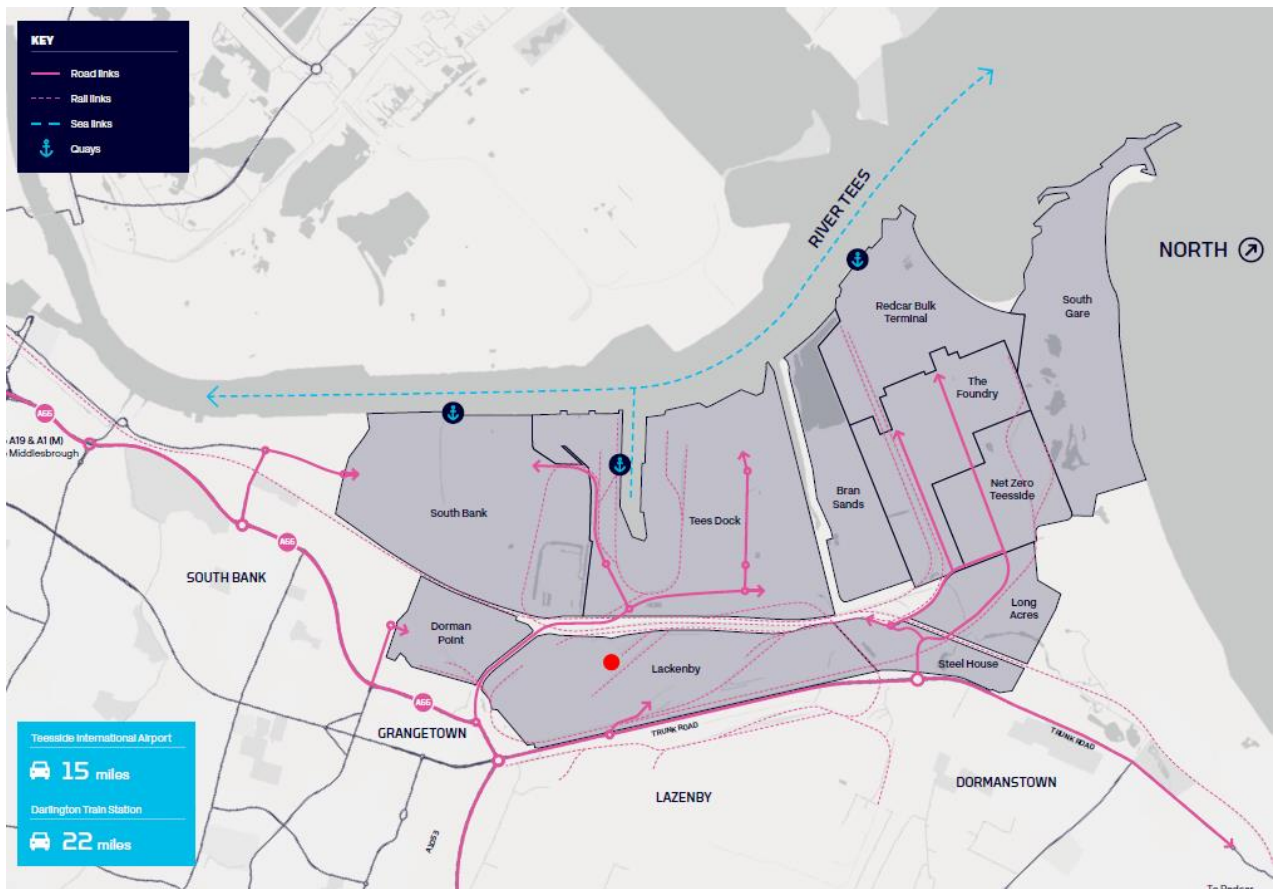 KEY
Road links
Rail links
Sea links
Quays
RIVER TEES
NORTH
Redcar Bulk
Terminal
South
Gare
The
Foundry
A66
A19 & A1 (M)
Middlesbrough
Net Zero
Teesside
Bran
Sands
South Bank
Tees Dock
A66
SOUTH BANK
Long
Acres
Dorman
Point
Lackenby
Steel House
A66
GRANGETOWN
TRUNK ROAD
TRUNK ROAD
DORMANSTOWN
LAZENBY
A1053
Teesside International Airport
15 miles
Darlington Train Station
22 miles